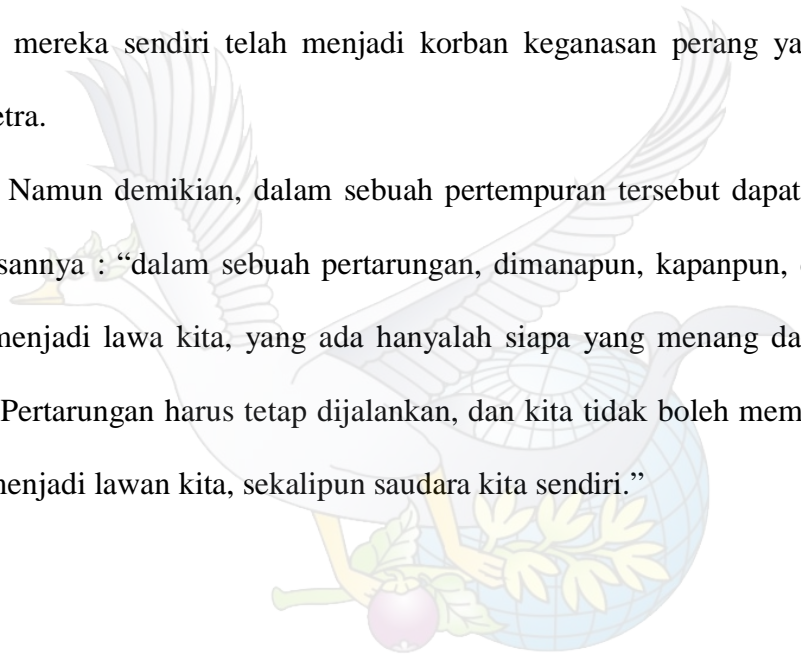 mereka sendiri telah menjadi korban keganasan perang ya
etra.
Namun demikian, dalam sebuah pertempuran tersebut dapat
sannya : “dalam sebuah pertarungan, dimanapun, kapanpun,
menjadi lawa kita, yang ada hanyalah siapa yang menang da
Pertarungan harus tetap dijalankan, dan kita tidak boleh mem
menjadi lawan kita, sekalipun saudara kita sendiri.”